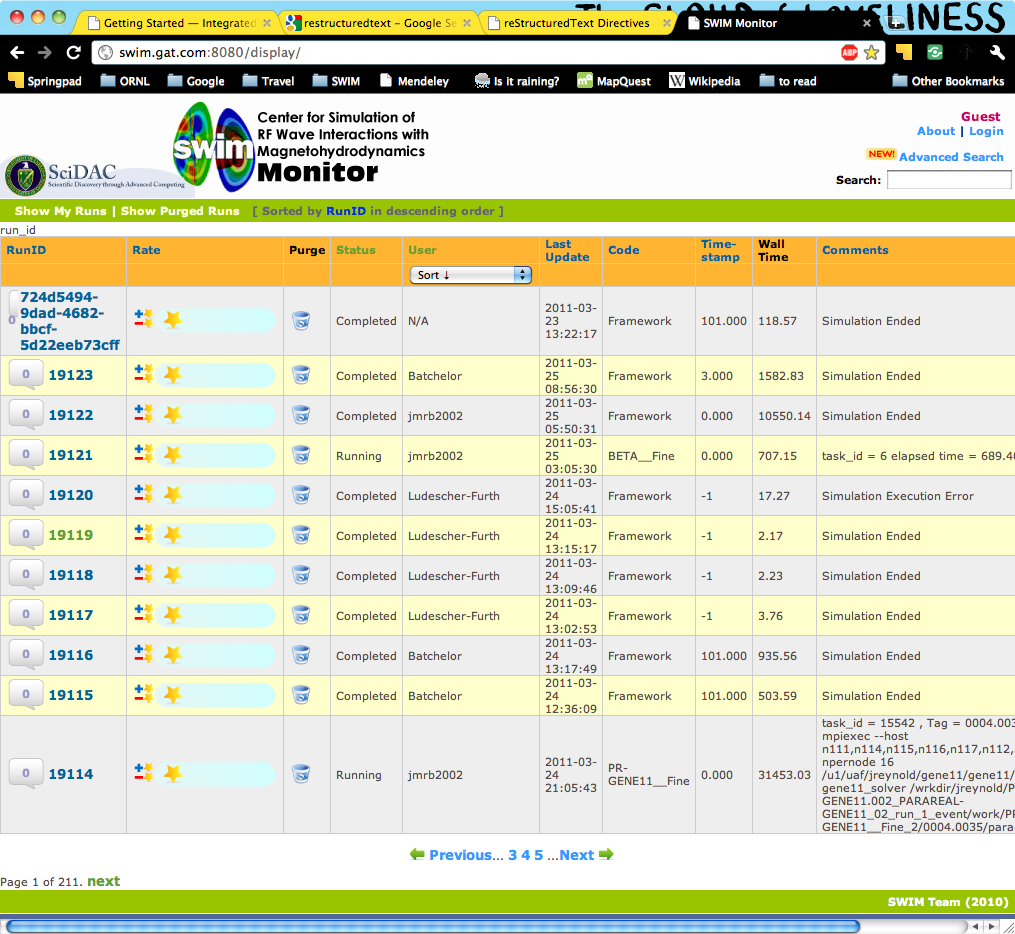 Th CLOUD of LONELINESS
Getting Started — Integrated
restructuredtext – Google Se
reStructuredText Directives
SWIM Monitor
swim.gat.com:8080/display/
ABP
Springpad ORNL Google Travel SWIM Mendeley Is it raining? MapQuest Wikipedia to read Other Bookmarks
SciDAC
Scientific Discovery through Advanced Computing
swim
Center for Simulation of
RF Wave Interactions with
Magnetohydrodynamics
Monitor
Guest
About | Login
NEW! Advanced Search
Search:
Show My Runs | Show Purged Runs [ Sorted by RunID in descending order ]
run_id
RunID Rate Purge Status User Last Update Code Time-stamp Wall Time Comments
Sort ↓
0 724d5494-9dad-4682-bbcf-5d22eeb73cff Completed N/A 2011-03-23 13:22:17 Framework 101.000 118.57 Simulation Ended
0 19123 Completed Batchelor 2011-03-25 08:56:30 Framework 3.000 1582.83 Simulation Ended
0 19122 Completed jmrb2002 2011-03-25 05:50:31 Framework 0.000 10550.14 Simulation Ended
0 19121 Running jmrb2002 2011-03-25 03:05:30 BETA__Fine 0.000 707.15 task_id = 6 elapsed time = 689.40
0 19120 Completed Ludescher-Furth 2011-03-24 15:05:41 Framework -1 17.27 Simulation Execution Error
0 19119 Completed Ludescher-Furth 2011-03-24 13:15:17 Framework -1 2.17 Simulation Ended
0 19118 Completed Ludescher-Furth 2011-03-24 13:09:46 Framework -1 2.23 Simulation Ended
0 19117 Completed Ludescher-Furth 2011-03-24 13:02:53 Framework -1 3.76 Simulation Ended
0 19116 Completed Batchelor 2011-03-24 13:17:49 Framework 101.000 935.56 Simulation Ended
0 19115 Completed Batchelor 2011-03-24 12:36:09 Framework 101.000 503.59 Simulation Ended
0 19114 Running jmrb2002 2011-03-24 21:05:43 PR-GENE11__Fine 0.000 31453.03
task_id = 15542 , Tag = 0004.003
mpiexec --host
n111,n114,n115,n116,n117,n112,
npernode 16
/u1/uaf/jreynold/gene11/gene11/
gene11_solver /wrkdir/jreynold/P
GENE11.002_PARAREAL-
GENE11_02_run_1_event/work/PR
GENE11__Fine_2/0004.0035/para
Previous... 3 4 5 ...Next
Page 1 of 211. next
SWIM Team (2010)